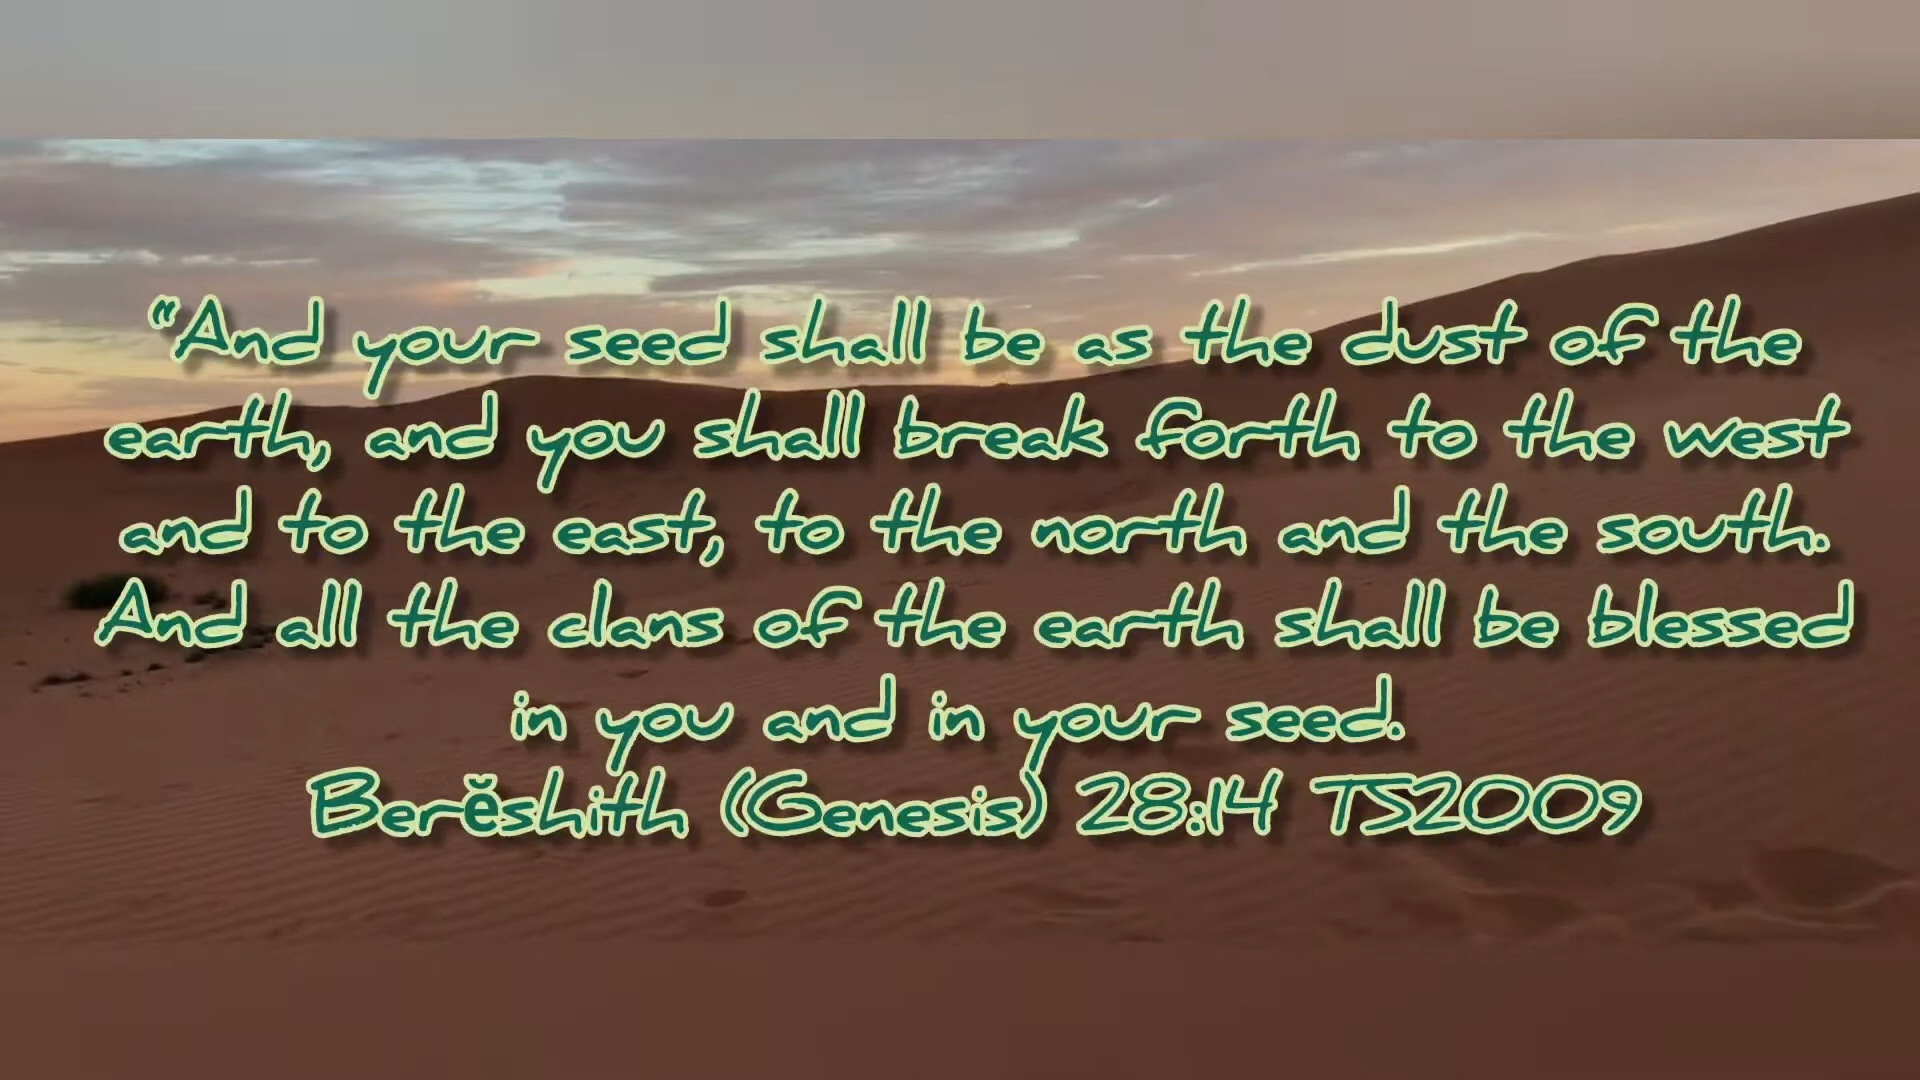 “And your seed shall be as the dust of the
earth, and you shall break forth to the west
and to the east, to the north and the south.
And all the clans of the earth shall be blessed
in you and in your seed.
Berĕshith (Genesis) 28:14 TS2009